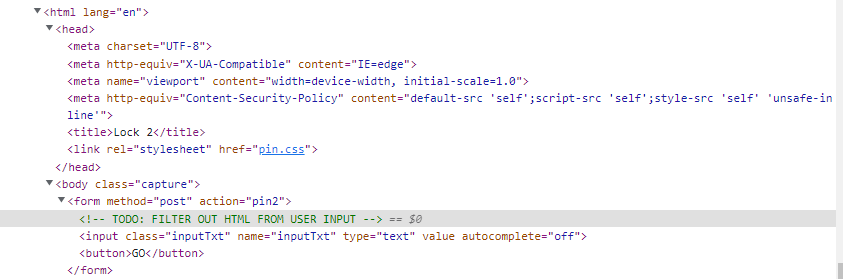 <html lang="en">
<head>
<meta charset="UTF-8">
<meta http-equiv="X-UA-Compatible" content="IE=edge">
<meta name="viewport" content="width=device-width, initial-scale=1.0">
<meta http-equiv="Content-Security-Policy" content="default-src 'self';script-src 'self';style-src 'self' 'unsafe-in
line'">
<title>Lock 2</title>
<link rel="stylesheet" href="pin.css">
</head>
<body class="capture">
<form method="post" action="pin2">
<!-- TODO: FILTER OUT HTML FROM USER INPUT --> == $0
<input class="inputTxt" name="inputTxt" type="text" value autocomplete="off">
<button>GO</button>
</form>